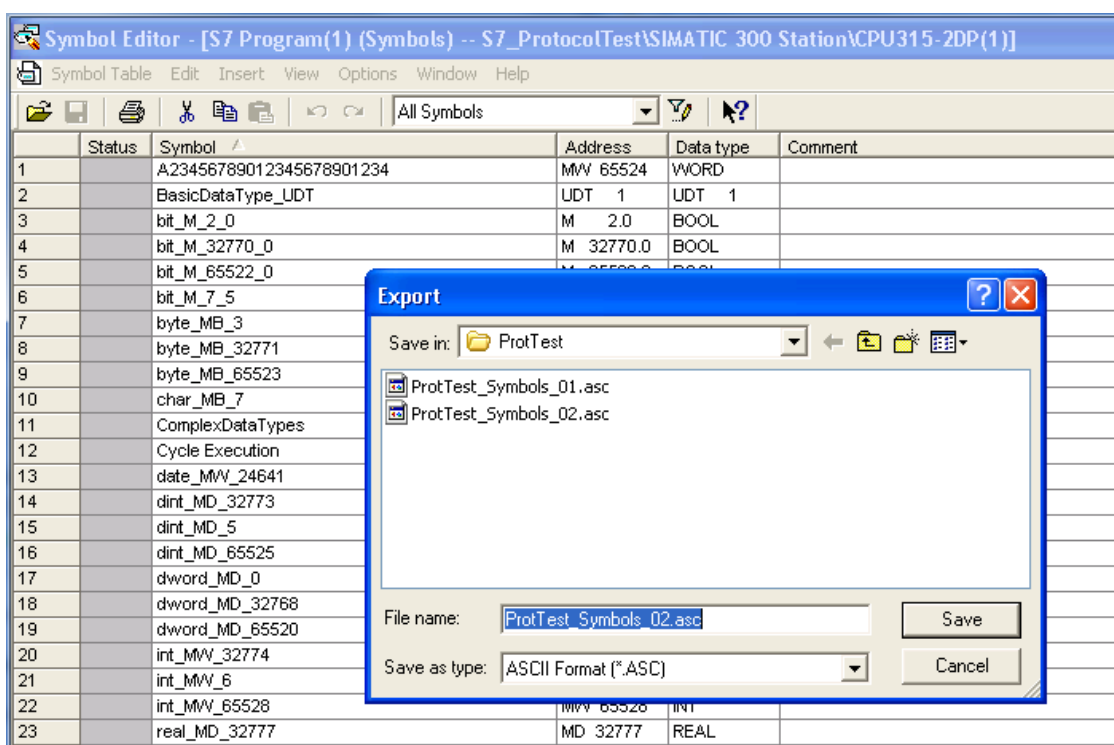 Symbol Editor - [S7 Program(1) (Symbols) -- S7_ProtocolTest\SIMATIC 300 Station\CPU315-2DP(1)]
Symbol Table Edit Insert View Options Window Help
All Symbols
Status Symbol Address Data type Comment
1 A23456789012345678901234 MW 65524 WORD
2 BasicDataType_UDT UDT 1 UDT 1
3 bit_M_2_0 M 2.0 BOOL
4 bit_M_32770_0 M 32770.0 BOOL
5 bit_M_65522_0
6 bit_M_7_5
7 byte_MB_3
8 byte_MB_32771
9 byte_MB_65523
10 char_MB_7
11 ComplexDataTypes
12 Cycle Execution
13 date_MW_24641
14 dint_MD_32773
15 dint_MD_5
16 dint_MD_65525
17 dword_MD_0
18 dword_MD_32768
19 dword_MD_65520
20 int_MW_32774
21 int_MW_6
22 int_MW_65528 MW 65528 INT
23 real_MD_32777 MD 32777 REAL
Export
Save in: ProtTest
ProtTest_Symbols_01.asc
ProtTest_Symbols_02.asc
File name: ProtTest_Symbols_02.asc Save
Save as type: ASCII Format (*.ASC) Cancel